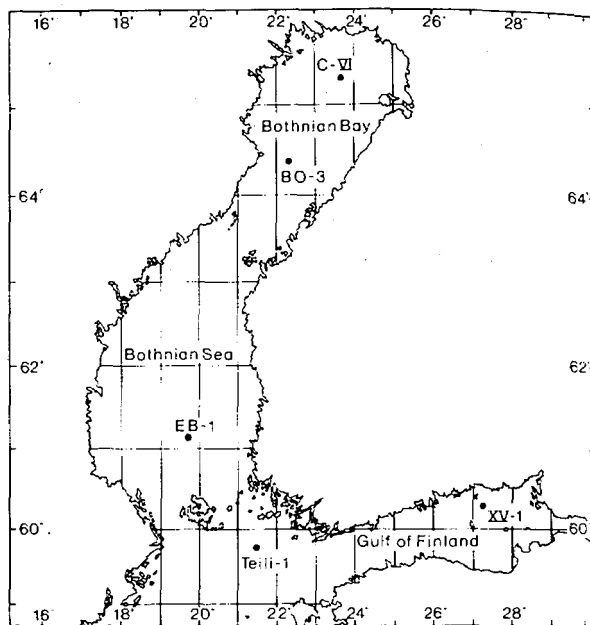 16° 18° 20° 22° 24° 26° 28°
C-VI
Bothnian Bay
BO-3
64° 64°
62° 62°
Bothnian Sea
EB-1
XV-1
60° 60°
Gulf of Finland
Teili-1
16° 18° 20° 22° 24° 26° 28°